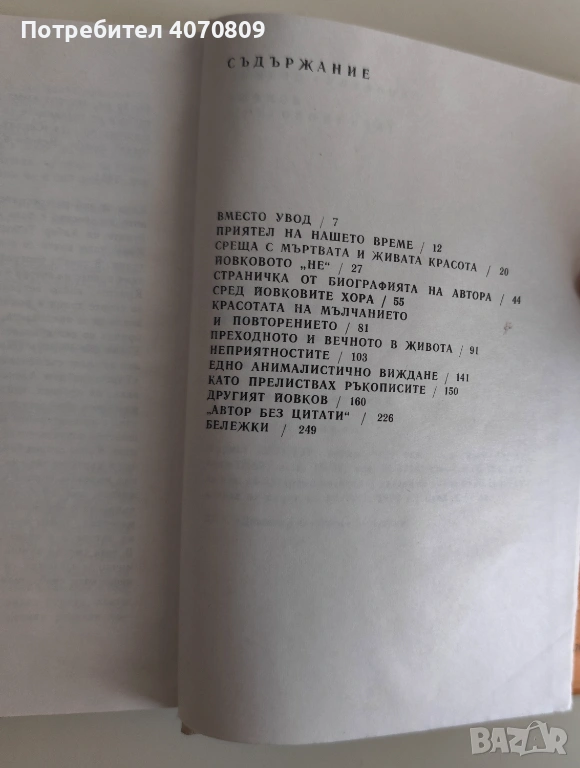 Потребител 4070809
СЪДЪРЖАНИЕ
ВМЕСТО УВОД / 7
ПРИЯТЕЛ НА НАШЕТО ВРЕМЕ / 12
СРЕЩА С МЪРТВАТА И ЖИВАТА КРАСОТА / 20
ЙОВКОВОТО „НЕ“ / 27
СТРАНИЧКА ОТ БИОГРАФИЯТА НА АВТОРА / 44
СРЕД ЙОВКОВИТЕ ХОРА / 55
КРАСОТАТА НА МЪЛЧАНИЕТО
И ПОВТОРЕНИЕТО / 81
ПРЕХОДНОТО И ВЕЧНОТО В ЖИВОТА / 91
НЕПРИЯТНОСТИТЕ / 103
ЕДНО АНИМАЛИСТИЧНО ВИЖДАНЕ / 141
КАТО ПРЕЛИСТВАХ РЪКОПИСИТЕ / 150
ДРУГИЯТ ЙОВКОВ / 160
„АВТОР БЕЗ ЦИТАТИ“ / 226
БЕЛЕЖКИ / 249
BAZAR